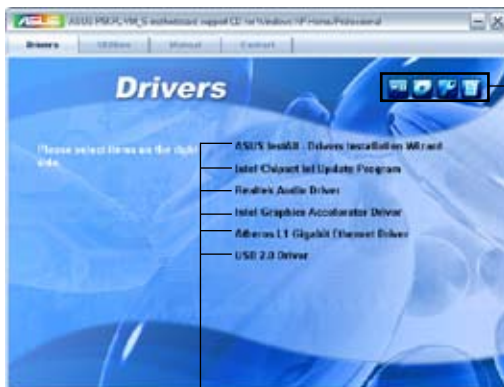 ASUS
motherboard support CD for Windows XP Home/Professional
Drivers
Utilities
Manual
Contact
Drivers
Please select items on the right side.
ASUS InstAll - Drivers Installation Wizard
Intel Chipset Inf Update Program
Realtek Audio Driver
Intel Graphics Accelerator Driver
Atheros L1 Gigabit Ethernet Driver
USB 2.0 Driver